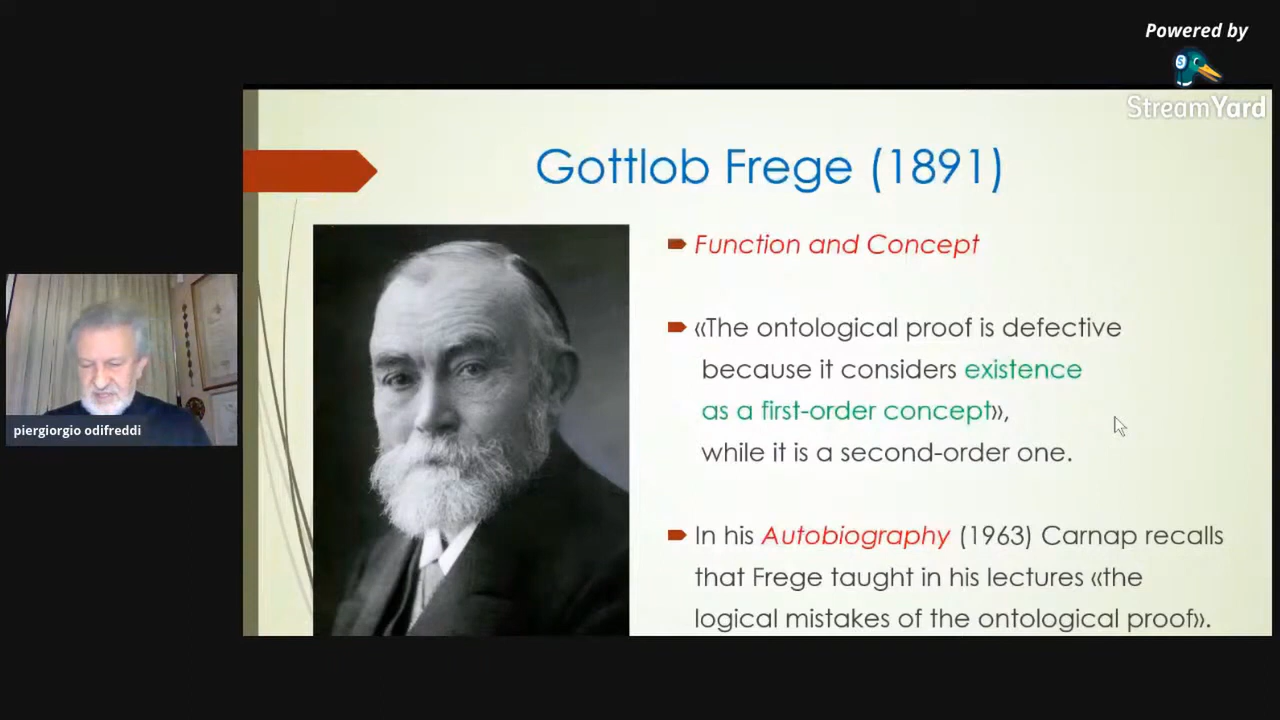 Powered by
StreamYard
Gottlob Frege (1891)
Function and Concept
«The ontological proof is defective
because it considers existence
as a first-order concept»,
while it is a second-order one.
In his Autobiography (1963) Carnap recalls
that Frege taught in his lectures «the
logical mistakes of the ontological proof».
piergiorgio odifreddi